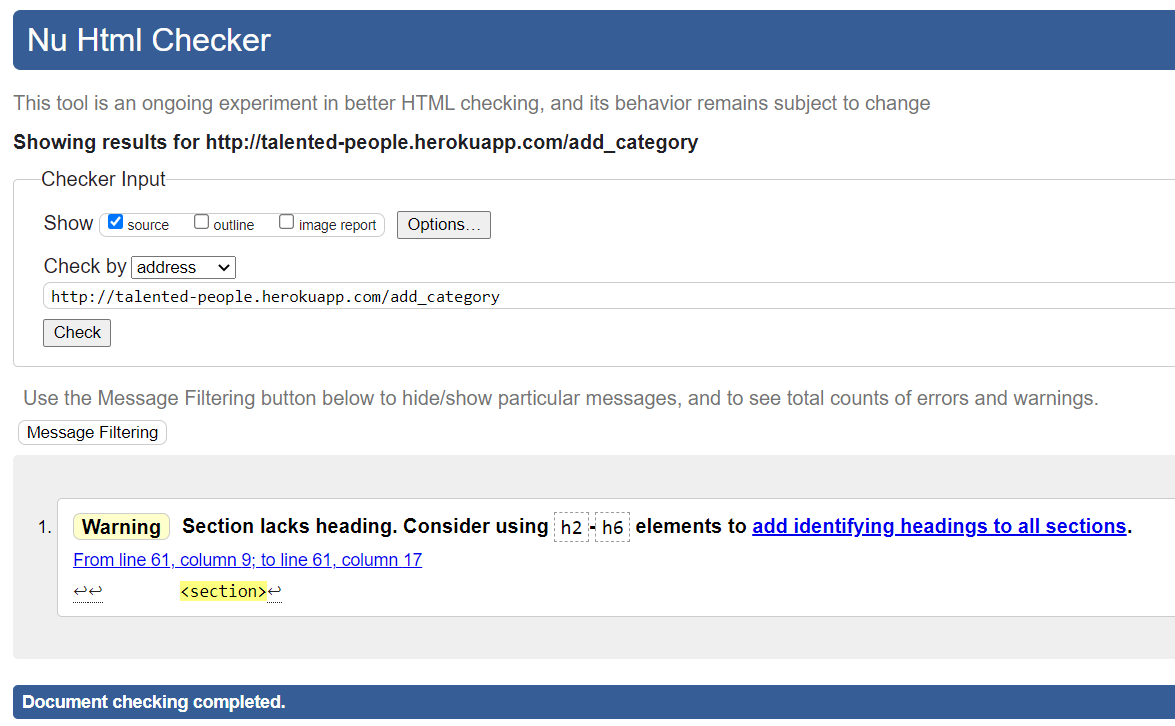 Nu Html Checker
This tool is an ongoing experiment in better HTML checking, and its behavior remains subject to change
Showing results for http://talented-people.herokuapp.com/add_category
Checker Input
Show source outline image report Options...
Check by address
http://talented-people.herokuapp.com/add_category
Check
Use the Message Filtering button below to hide/show particular messages, and to see total counts of errors and warnings.
Message Filtering
1. Warning Section lacks heading. Consider using h2-h6 elements to add identifying headings to all sections.
From line 61, column 9; to line 61, column 17
↩↩ <section>↩
Document checking completed.